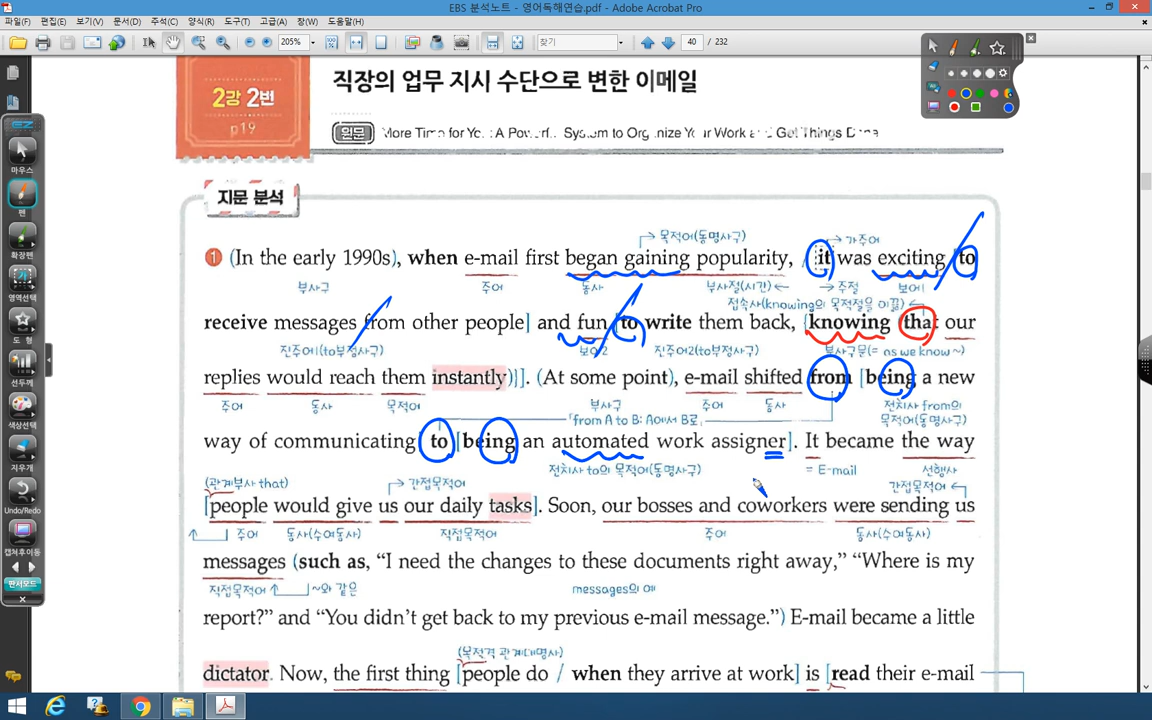 EBS 분석노트 - 영어독해연습.pdf - Adobe Acrobat Pro
파일(F) 편집(E) 보기(V) 문서(D) 주석(C) 양식(R) 도구(T) 고급(A) 창(W) 도움말(H)
205% 찾기 40 / 232
2강 2번
p19
직장의 업무 지시 수단으로 변한 이메일
원문 More Time for You: A Powerful System to Organize Your Work and Get Things Done
지문 분석
목적어(동명사구) 가주어
❶ (In the early 1990s), when e-mail first began gaining popularity, / it was exciting [to
부사구 주어 동사 부사절(시간) 주절 보어1
접속사(knowing의 목적절을 이끎)
receive messages from other people] and fun [to write them back, {knowing that our
진주어1(to부정사구) 보어2 진주어2(to부정사구) 부사구문(= as we know ~)
replies would reach them instantly)}]. (At some point), e-mail shifted from [being a new
주어 동사 목적어 부사구 주어 동사 전치사 from의
「from A to B: A에서 B로」 목적어(동명사구)
way of communicating] to [being an automated work assigner]. It became the way
전치사 to의 목적어(동명사구) = E-mail 선행사
(관계부사 that) 간접목적어 간접목적어
[people would give us our daily tasks]. Soon, our bosses and coworkers were sending us
주어 동사(수여동사) 직접목적어 주어 동사(수여동사)
messages (such as, “I need the changes to these documents right away,” “Where is my
직접목적어 ~와 같은 messages의 예
report?” and “You didn’t get back to my previous e-mail message.”) E-mail became a little
(목적격 관계대명사)
dictator. Now, the first thing [people do / when they arrive at work] is [read their e-mail
마우스
펜
확장펜
영역선택
도 형
선두께
색상선택
지우개
Undo/Redo
캡쳐후이동
판서모드